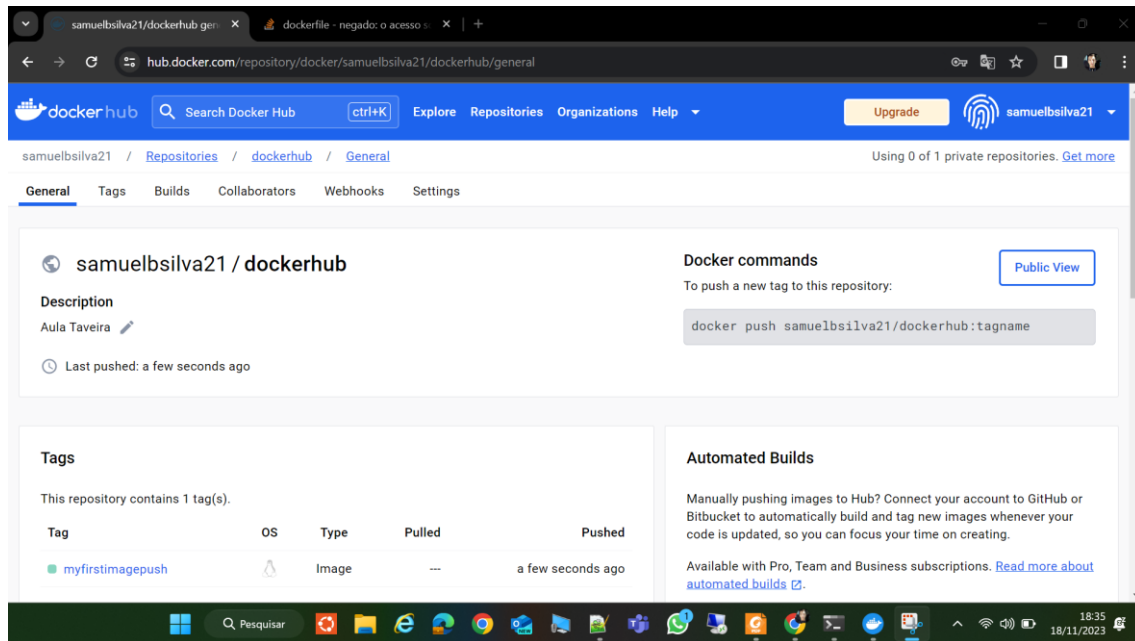 samuelbsilva21/dockerhub gen
dockerfile - negado: o acesso s
hub.docker.com/repository/docker/samuelbsilva21/dockerhub/general
dockerhub
Search Docker Hub
ctrl+K
Explore Repositories Organizations Help
Upgrade
samuelbsilva21
samuelbsilva21 / Repositories / dockerhub / General
Using 0 of 1 private repositories. Get more
General Tags Builds Collaborators Webhooks Settings
samuelbsilva21 / dockerhub
Description
Aula Taveira
Last pushed: a few seconds ago
Docker commands
Public View
To push a new tag to this repository:
docker push samuelbsilva21/dockerhub:tagname
Tags
This repository contains 1 tag(s).
Tag OS Type Pulled Pushed
myfirstimagepush Image --- a few seconds ago
Automated Builds
Manually pushing images to Hub? Connect your account to GitHub or
Bitbucket to automatically build and tag new images whenever your
code is updated, so you can focus your time on creating.
Available with Pro, Team and Business subscriptions. Read more about
automated builds
Pesquisar
18:35
18/11/2023